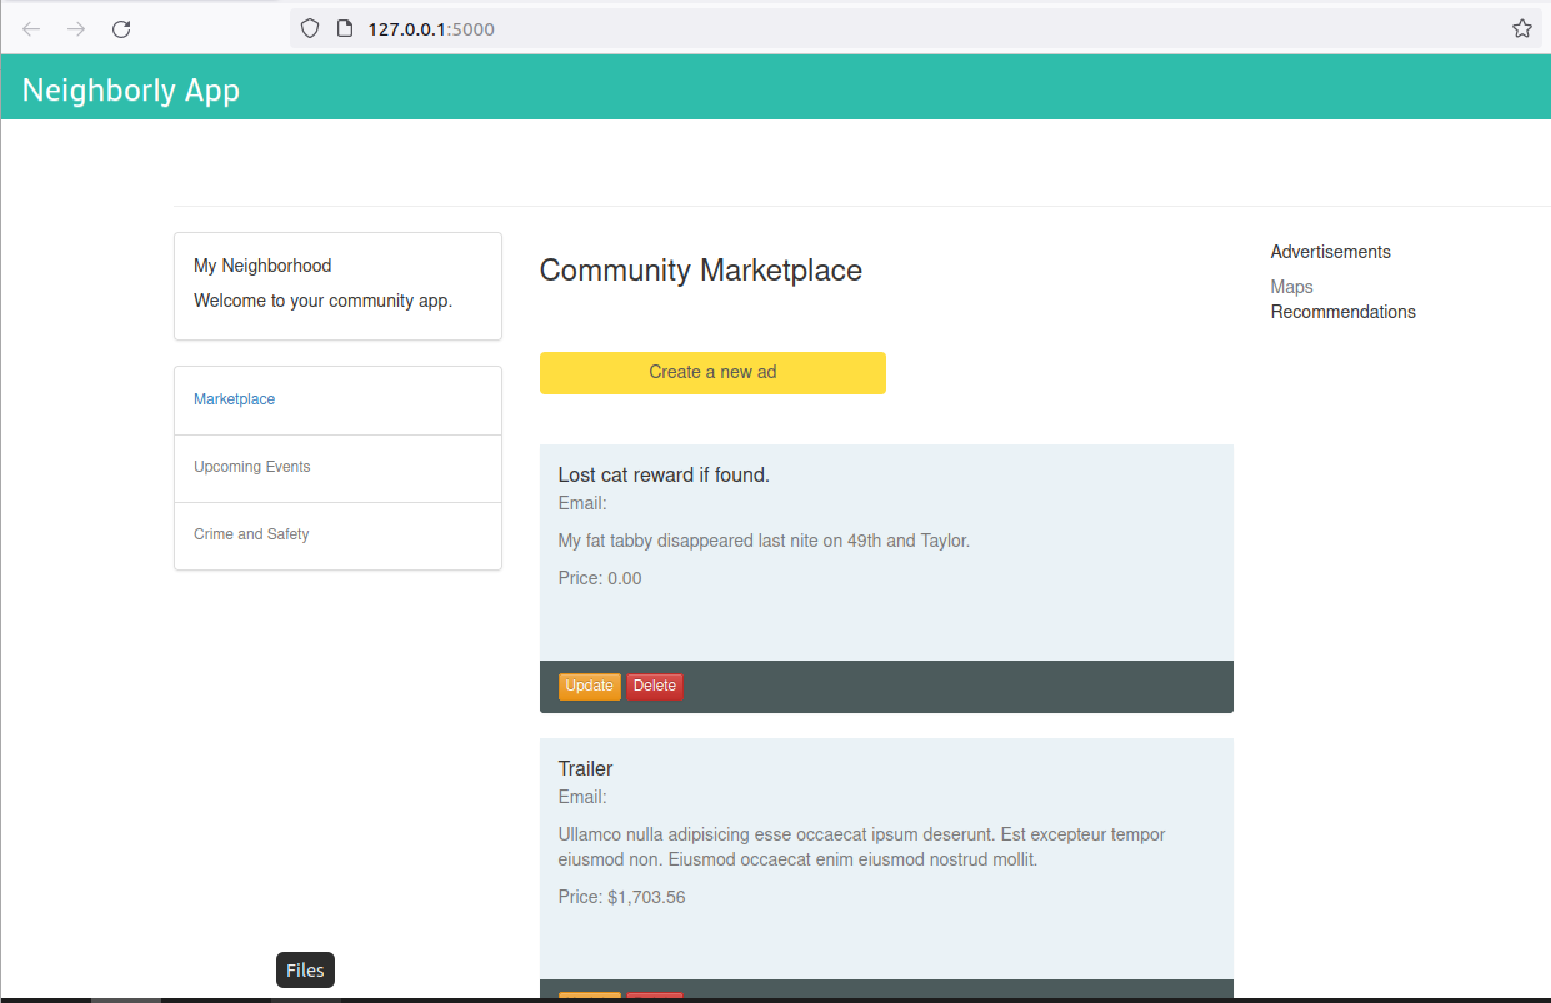 127.0.0.1:5000
Neighborly App
My Neighborhood
Welcome to your community app.
Marketplace
Upcoming Events
Crime and Safety
Community Marketplace
Create a new ad
Lost cat reward if found.
Email:
My fat tabby disappeared last nite on 49th and Taylor.
Price: 0.00
Update Delete
Trailer
Email:
Ullamco nulla adipisicing esse occaecat ipsum deserunt. Est excepteur tempor
eiusmod non. Eiusmod occaecat enim eiusmod nostrud mollit.
Price: $1,703.56
Advertisements
Maps
Recommendations
Files